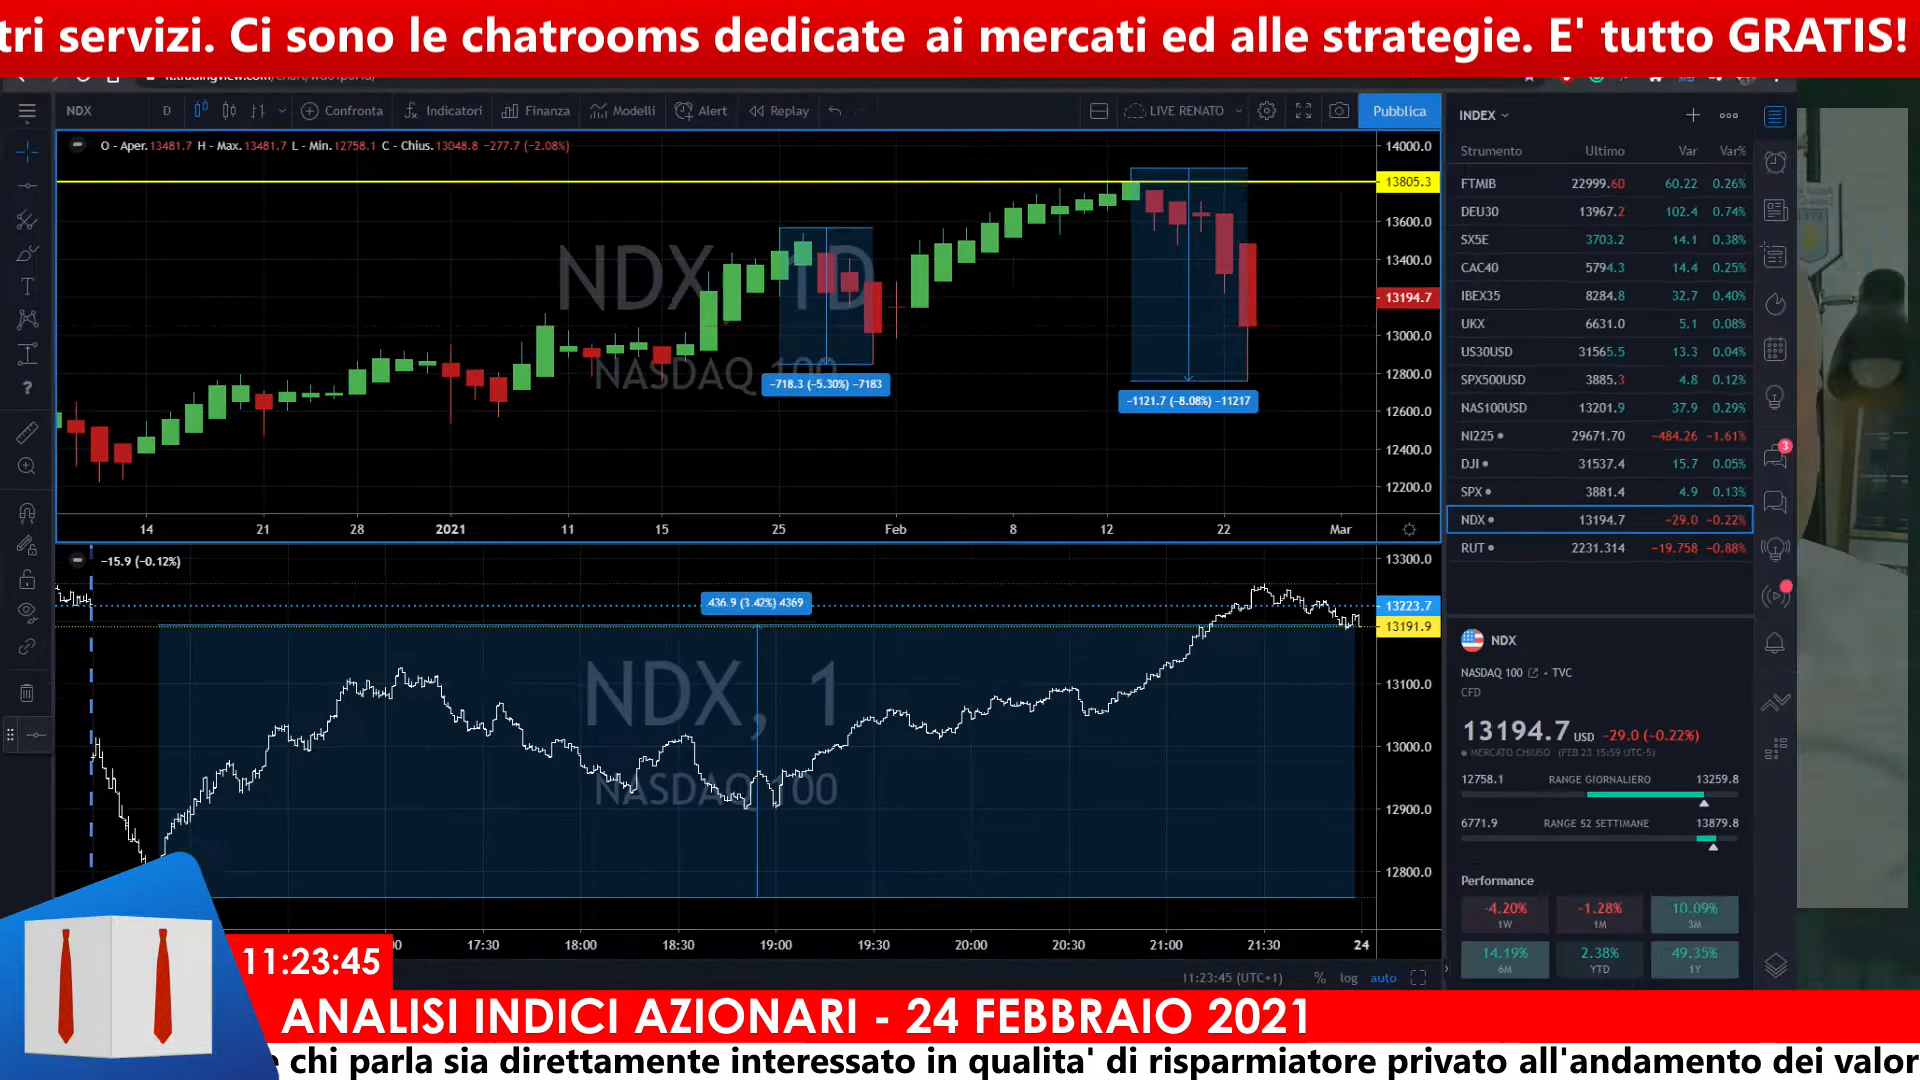 tri servizi. Ci sono le chatrooms dedicate ai mercati ed alle strategie. E' tutto GRATIS!
NDX D Confronta Indicatori Finanza Modelli Alert Replay LIVE RENATO Pubblica
O - Aper.13481.7 H - Max.13481.7 L - Min.12758.1 C - Chius.13048.8 -277.7 (-2.08%)
14000.0
13805.3
13600.0
13400.0
13194.7
13000.0
12800.0
12600.0
12400.0
12200.0
NDX, 1D
NASDAQ 100
-718.3 (-5.30%) -7183
-1121.7 (-8.08%) -11217
14 21 28 2021 11 15 25 Feb 8 12 22 Mar
-15.9 (-0.12%)
436.9 (3.42%) 4369
NDX, 1
NASDAQ 100
13300.0
13223.7
13191.9
13100.0
13000.0
12900.0
12800.0
17:30 18:00 18:30 19:00 19:30 20:00 20:30 21:00 21:30 24
11:23:45 (UTC+1) % log auto
INDEX
Strumento Ultimo Var Var%
FTMIB 22999.60 60.22 0.26%
DEU30 13967.2 102.4 0.74%
SX5E 3703.2 14.1 0.38%
CAC40 5794.3 14.4 0.25%
IBEX35 8284.8 32.7 0.40%
UKX 6631.0 5.1 0.08%
US30USD 31565.5 13.3 0.04%
SPX500USD 3885.3 4.8 0.12%
NAS100USD 13201.9 37.9 0.29%
NI225 29671.70 -484.26 -1.61%
DJI 31537.4 15.7 0.05%
SPX 3881.4 4.9 0.13%
NDX 13194.7 -29.0 -0.22%
RUT 2231.314 -19.758 -0.88%
3
NDX
NASDAQ 100 • TVC
CFD
13194.7 USD -29.0 (-0.22%)
MERCATO CHIUSO (FEB 23 15:59 UTC-5)
12758.1 RANGE GIORNALIERO 13259.8
6771.9 RANGE 52 SETTIMANE 13879.8
Performance
-4.20% -1.28% 10.09%
1W 1M 3M
14.19% 2.38% 49.35%
6M YTD 1Y
11:23:45
ANALISI INDICI AZIONARI - 24 FEBBRAIO 2021
e chi parla sia direttamente interessato in qualita' di risparmiatore privato all'andamento dei valor